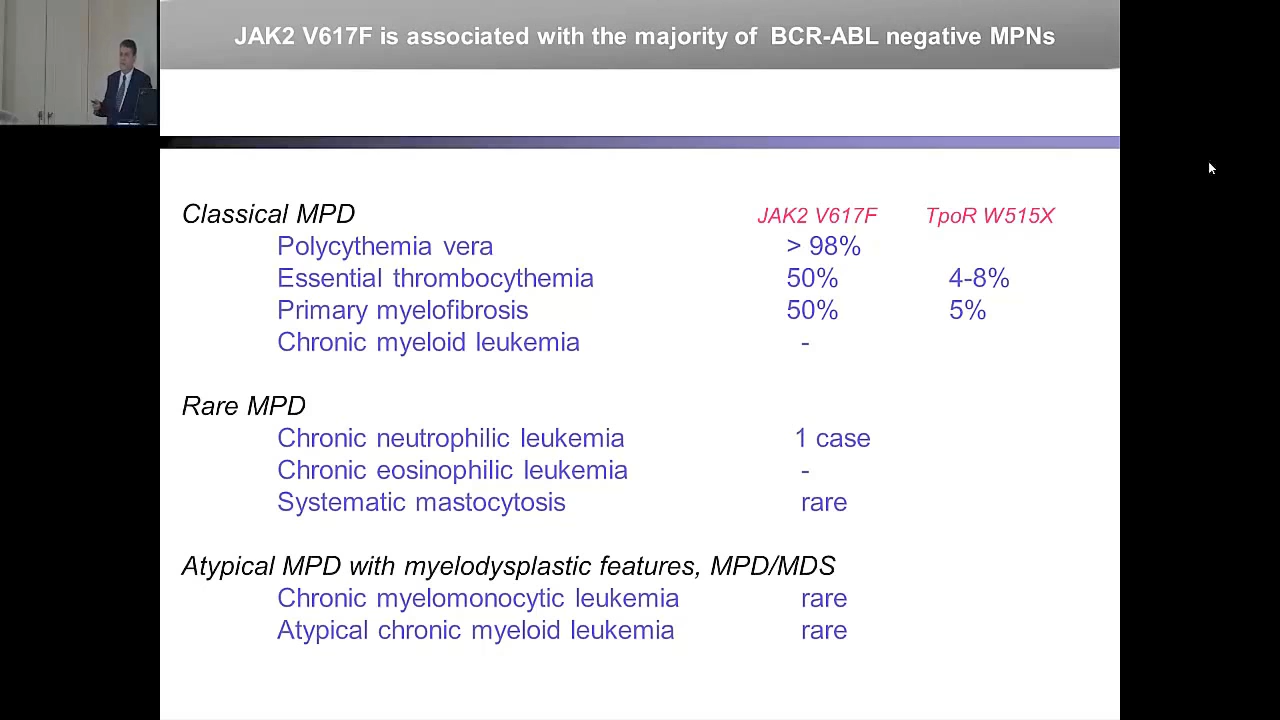 JAK2 V617F is associated with the majority of BCR-ABL negative MPNs
Classical MPD JAK2 V617F TpoR W515X
Polycythemia vera > 98%
Essential thrombocythemia 50% 4-8%
Primary myelofibrosis 50% 5%
Chronic myeloid leukemia -
Rare MPD
Chronic neutrophilic leukemia 1 case
Chronic eosinophilic leukemia -
Systematic mastocytosis rare
Atypical MPD with myelodysplastic features, MPD/MDS
Chronic myelomonocytic leukemia rare
Atypical chronic myeloid leukemia rare